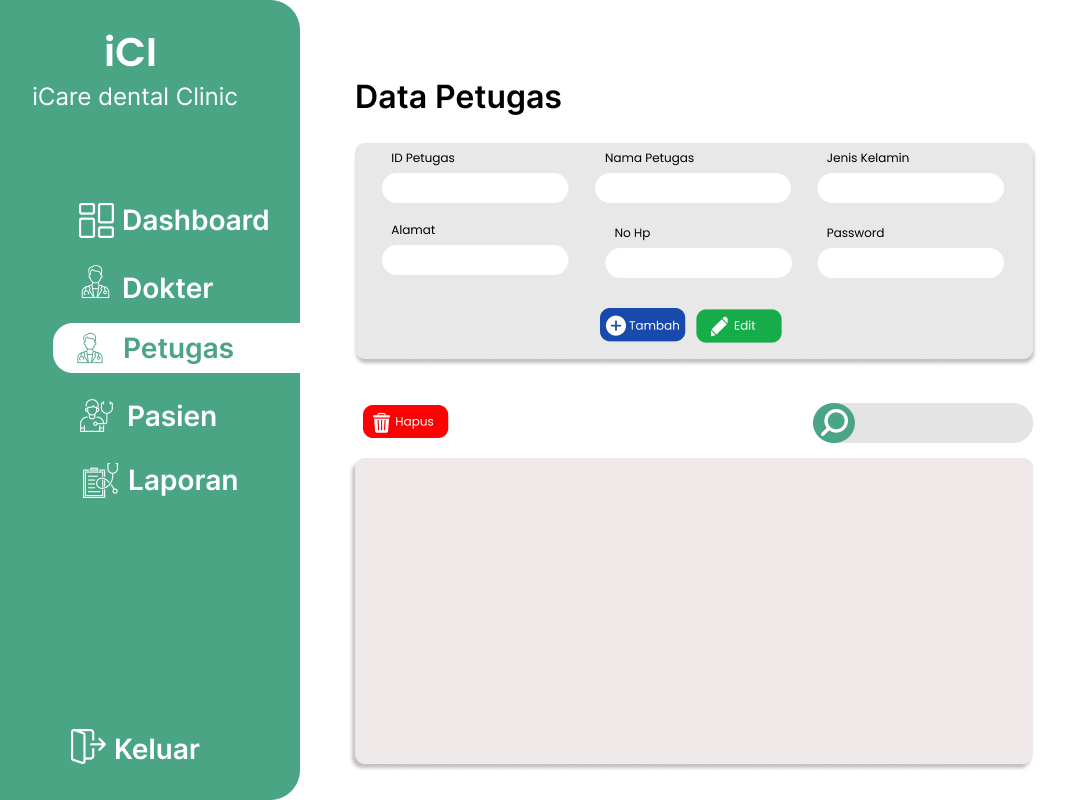 iCI
iCare dental Clinic
Dashboard
Dokter
Petugas
Pasien
Laporan
Keluar
Data Petugas
ID Petugas
Nama Petugas
Jenis Kelamin
Alamat
No Hp
Password
Tambah
Edit
Hapus